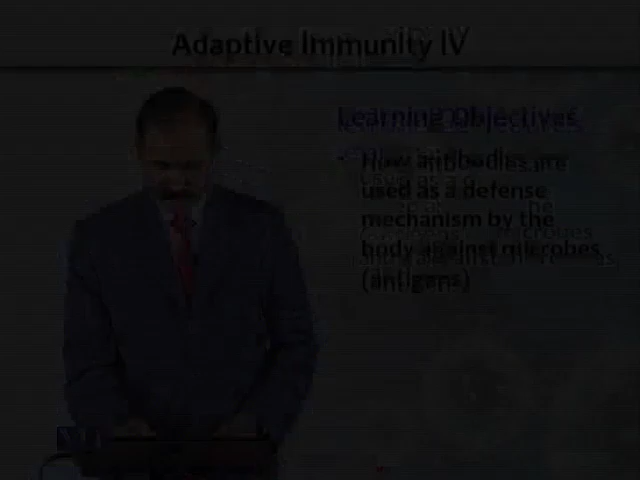 Adaptive Immunity IV
Learning Objectives
• How antibodies are
used as a defense
mechanism by the
body against microbes
(antigens)